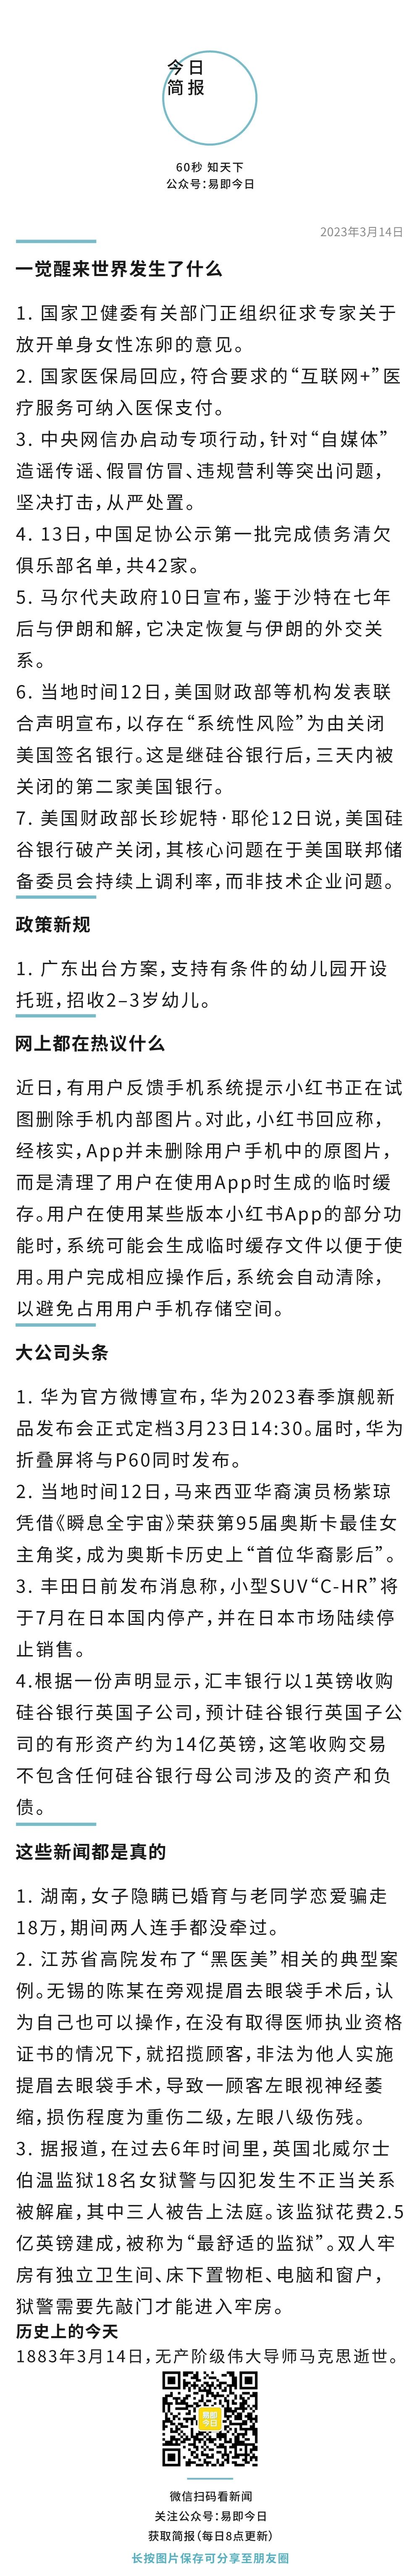 今日
简报
60秒 知天下
公众号：易即今日
2023年3月14日
一觉醒来世界发生了什么
1. 国家卫健委有关部门正组织征求专家关于
放开单身女性冻卵的意见。
2. 国家医保局回应，符合要求的“互联网+”医
疗服务可纳入医保支付。
3. 中央网信办启动专项行动，针对“自媒体”
造谣传谣、假冒仿冒、违规营利等突出问题，
坚决打击，从严处置。
4. 13日，中国足协公示第一批完成债务清欠
俱乐部名单，共42家。
5. 马尔代夫政府10日宣布，鉴于沙特在七年
后与伊朗和解，它决定恢复与伊朗的外交关
系。
6. 当地时间12日，美国财政部等机构发表联
合声明宣布，以存在“系统性风险”为由关闭
美国签名银行。这是继硅谷银行后，三天内被
关闭的第二家美国银行。
7. 美国财政部长珍妮特·耶伦12日说，美国硅
谷银行破产关闭，其核心问题在于美国联邦储
备委员会持续上调利率，而非技术企业问题。
政策新规
1. 广东出台方案，支持有条件的幼儿园开设
托班，招收2–3岁幼儿。
网上都在热议什么
近日，有用户反馈手机系统提示小红书正在试
图删除手机内部图片。对此，小红书回应称，
经核实，App并未删除用户手机中的原图片，
而是清理了用户在使用App时生成的临时缓
存。用户在使用某些版本小红书App的部分功
能时，系统可能会生成临时缓存文件以便于使
用。用户完成相应操作后，系统会自动清除，
以避免占用用户手机存储空间。
大公司头条
1. 华为官方微博宣布，华为2023春季旗舰新
品发布会正式定档3月23日14:30。届时，华为
折叠屏将与P60同时发布。
2. 当地时间12日，马来西亚华裔演员杨紫琼
凭借《瞬息全宇宙》荣获第95届奥斯卡最佳女
主角奖，成为奥斯卡历史上“首位华裔影后”。
3. 丰田日前发布消息称，小型SUV“C-HR”将
于7月在日本国内停产，并在日本市场陆续停
止销售。
4.根据一份声明显示，汇丰银行以1英镑收购
硅谷银行英国子公司，预计硅谷银行英国子公
司的有形资产约为14亿英镑，这笔收购交易
不包含任何硅谷银行母公司涉及的资产和负
债。
这些新闻都是真的
1. 湖南，女子隐瞒已婚育与老同学恋爱骗走
18万，期间两人连手都没牵过。
2. 江苏省高院发布了“黑医美”相关的典型案
例。无锡的陈某在旁观提眉去眼袋手术后，认
为自己也可以操作，在没有取得医师执业资格
证书的情况下，就招揽顾客，非法为他人实施
提眉去眼袋手术，导致一顾客左眼视神经萎
缩，损伤程度为重伤二级，左眼八级伤残。
3. 据报道，在过去6年时间里，英国北威尔士
伯温监狱18名女狱警与囚犯发生不正当关系
被解雇，其中三人被告上法庭。该监狱花费2.5
亿英镑建成，被称为“最舒适的监狱”。双人牢
房有独立卫生间、床下置物柜、电脑和窗户，
狱警需要先敲门才能进入牢房。
历史上的今天
1883年3月14日，无产阶级伟大导师马克思逝世。
易即
今日
微信扫码看新闻
关注公众号：易即今日
获取简报（每日8点更新）
长按图片保存可分享至朋友圈